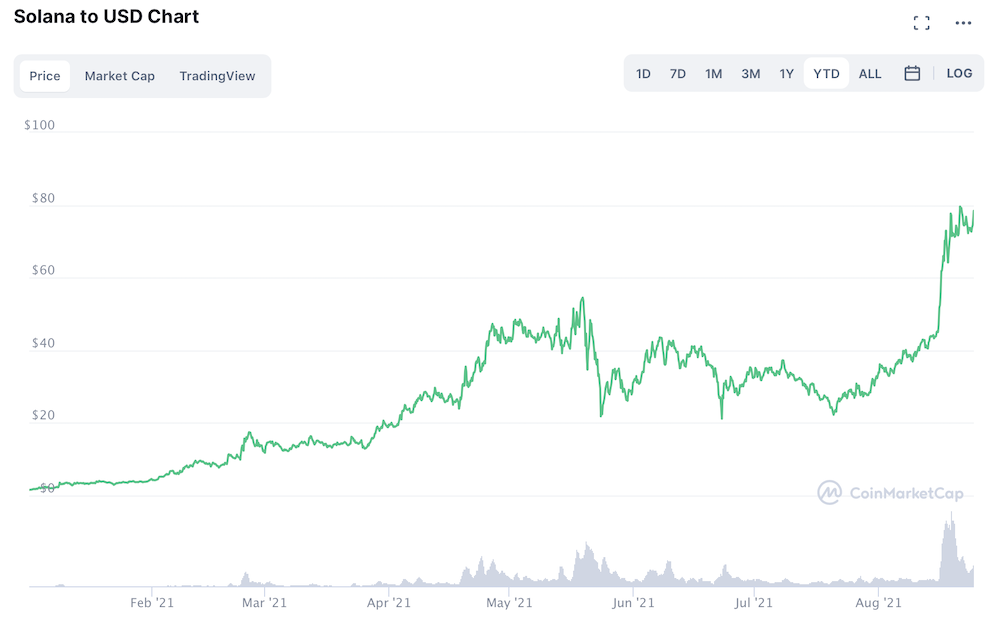 Solana to USD Chart
Price Market Cap TradingView
1D 7D 1M 3M 1Y YTD ALL LOG
$100
$80
$60
$40
$20
$0
CoinMarketCap
Feb '21 Mar '21 Apr '21 May '21 Jun '21 Jul '21 Aug '21